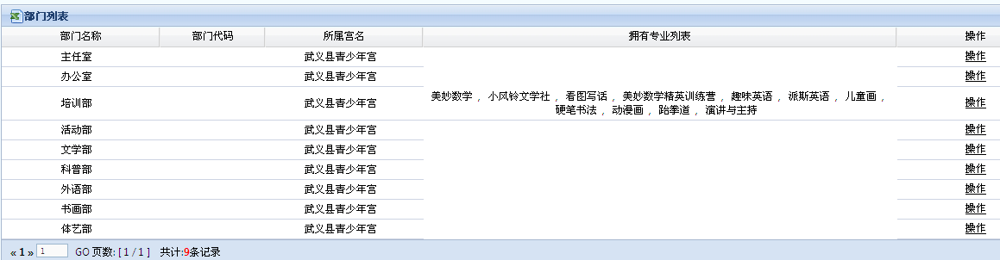 部门列表
部门名称 部门代码 所属宫名 拥有专业列表 操作
主任室 武义县青少年宫 操作
办公室 武义县青少年宫 操作
培训部 武义县青少年宫 美妙数学 ， 小风铃文学社 ， 看图写话 ， 美妙数学精英训练营 ， 趣味英语 ， 派斯英语 ， 儿童画 ， 操作
硬笔书法 ， 动漫画 ， 跆拳道 ， 演讲与主持
活动部 武义县青少年宫 操作
文学部 武义县青少年宫 操作
科普部 武义县青少年宫 操作
外语部 武义县青少年宫 操作
书画部 武义县青少年宫 操作
体艺部 武义县青少年宫 操作
« 1 » 1 GO 页数: [ 1 / 1 ] 共计:9条记录